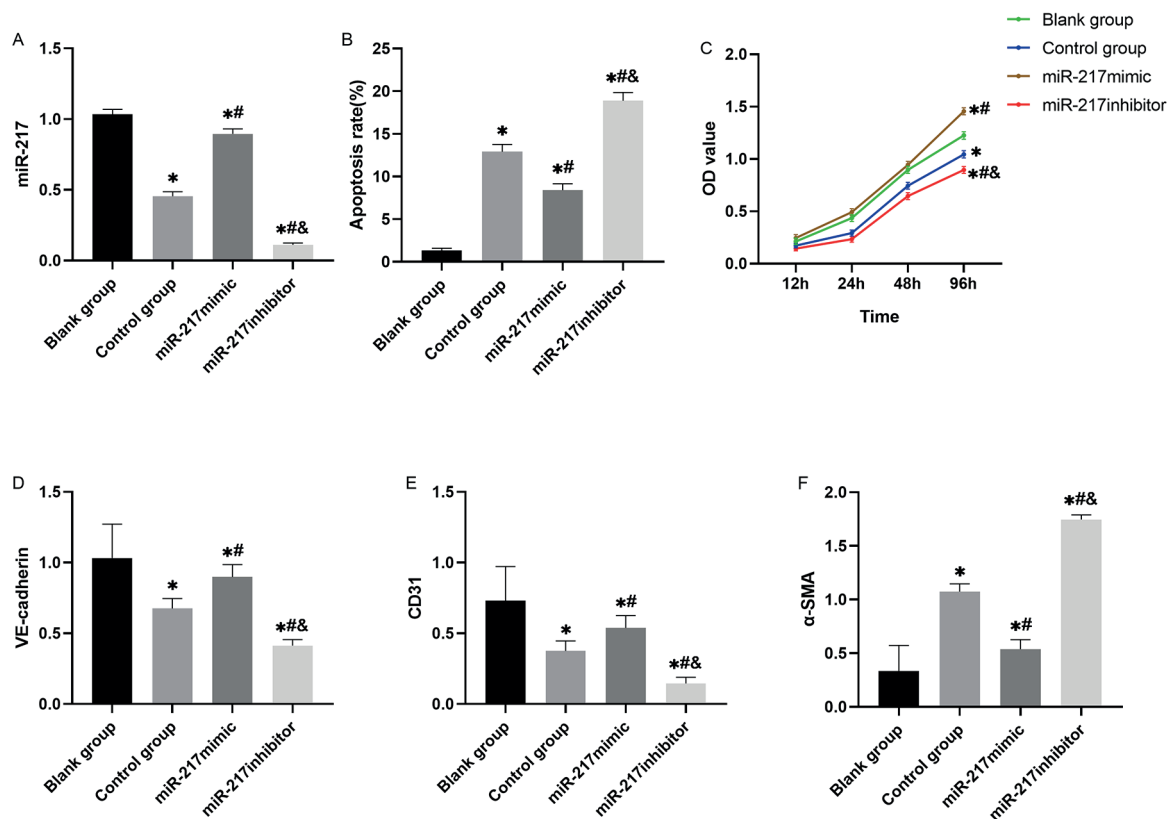 Blank group
Control group
miR-217mimic
miR-217inhibitor
A
miR-217
1.5
1.0
0.5
0.0
*
*#
*#&
Blank group
Control group
miR-217mimic
miR-217inhibitor
B
Apoptosis rate(%)
25
20
15
10
5
0
*
*#
*#&
Blank group
Control group
miR-217mimic
miR-217inhibitor
C
OD value
2.0
1.5
1.0
0.5
0.0
*#
*
*#&
12h 24h 48h 96h
Time
D
VE-cadherin
1.5
1.0
0.5
0.0
*
*#
*#&
Blank group
Control group
miR-217mimic
miR-217inhibitor
E
CD31
1.5
1.0
0.5
0.0
*
*#
*#&
Blank group
Control group
miR-217mimic
miR-217inhibitor
F
α-SMA
2.0
1.5
1.0
0.5
0.0
*
*#
*#&
Blank group
Control group
miR-217mimic
miR-217inhibitor